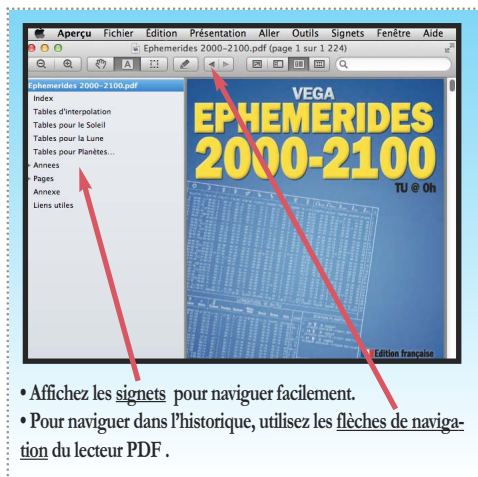 Aperçu Fichier Édition Présentation Aller Outils Signets Fenêtre Aide
Ephemerides 2000-2100.pdf (page 1 sur 1 224)
A
Ephemerides 2000-2100.pdf
Index
Tables d'interpolation
Tables pour le Soleil
Tables pour la Lune
Tables pour Planètes...
Annees
Pages
Annexe
Liens utiles
VEGA
EPHEMERIDES
2000-2100
TU @ 0h
Edition française
• Affichez les signets pour naviguer facilement.
• Pour naviguer dans l'historique, utilisez les flèches de naviga-
tion du lecteur PDF .